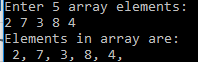 Enter 5 array elements:
2 7 3 8 4
Elements in array are:
 2, 7, 3, 8, 4,